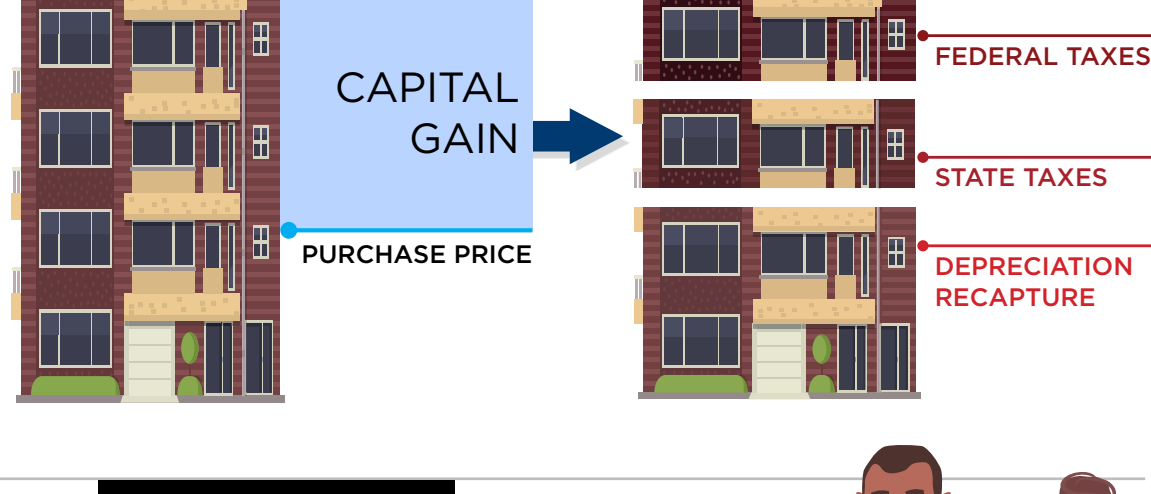 CAPITAL
GAIN
PURCHASE PRICE
FEDERAL TAXES
STATE TAXES
DEPRECIATION
RECAPTURE